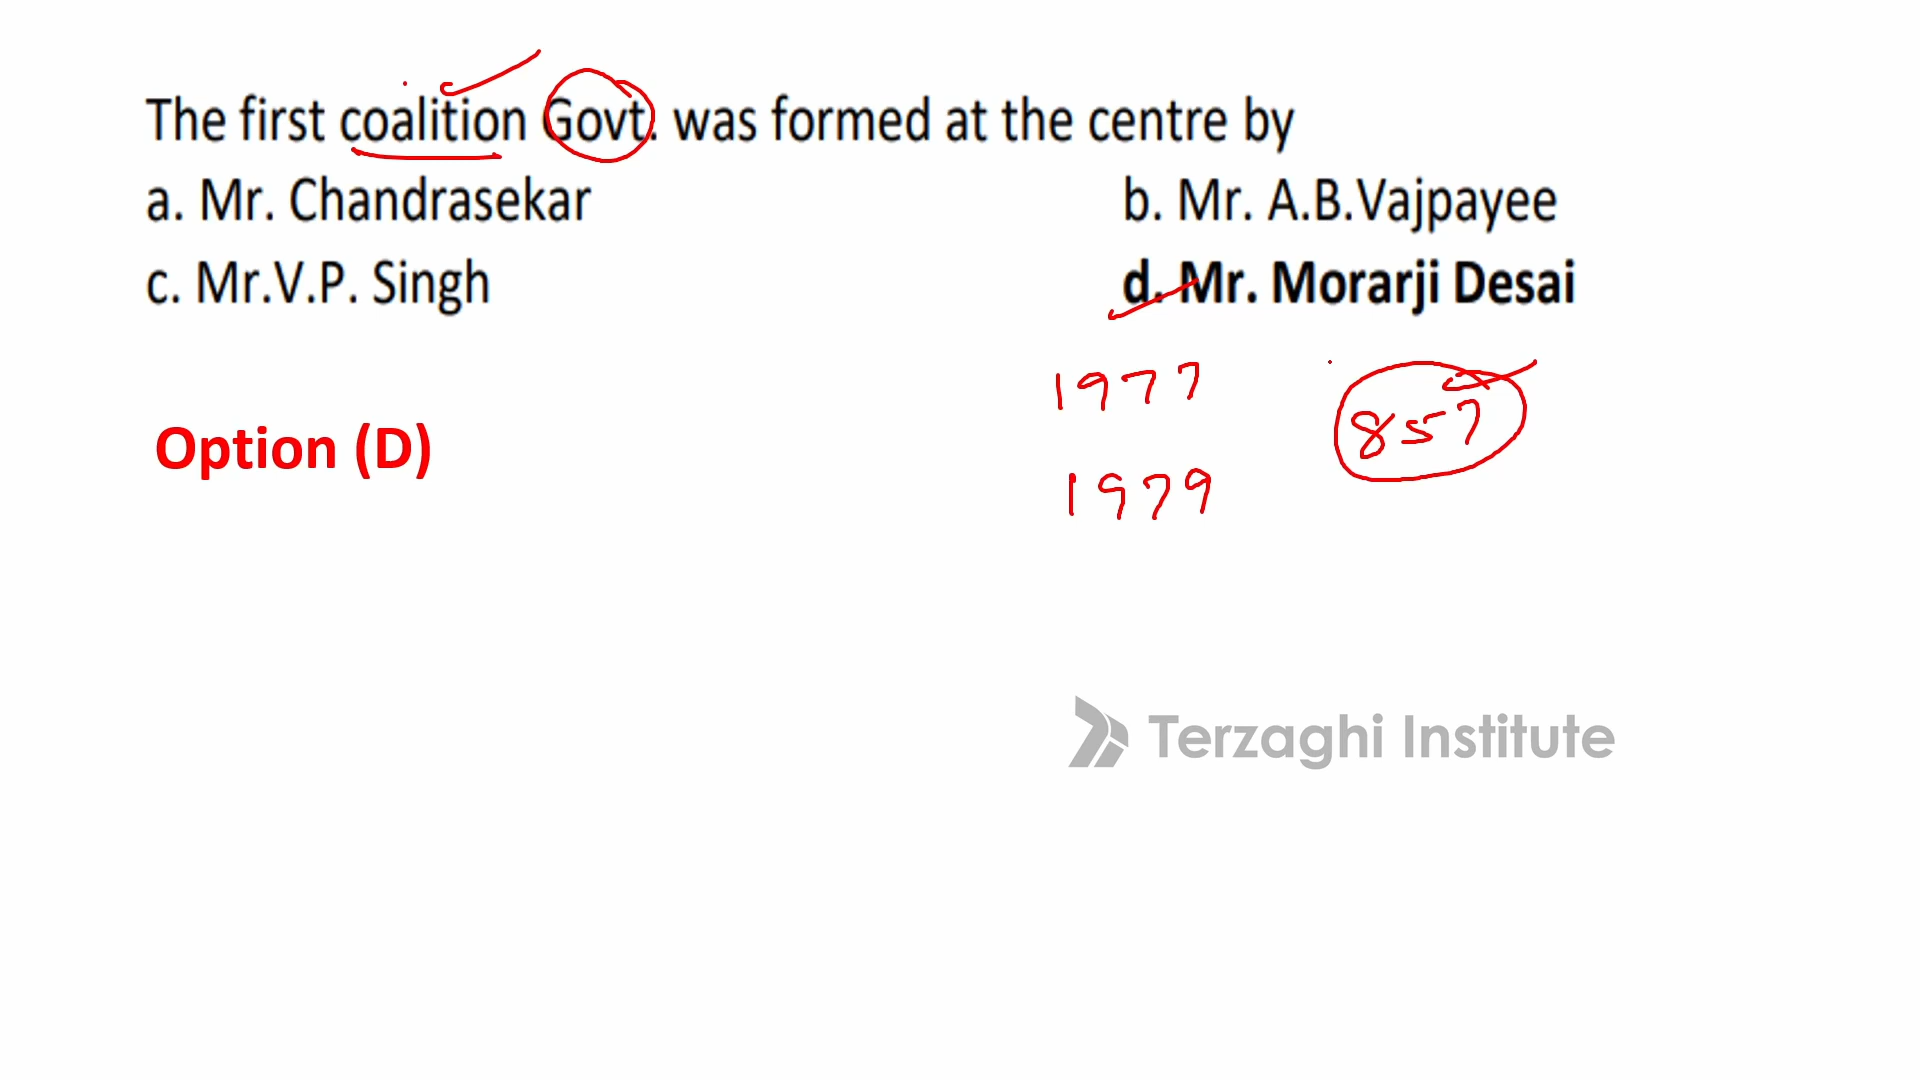 The first coalition Govt. was formed at the centre by
a. Mr. Chandrasekar
b. Mr. A.B.Vajpayee
c. Mr.V.P. Singh
d. Mr. Morarji Desai
1977
857
Option (D)
1979
Terzaghi Institute